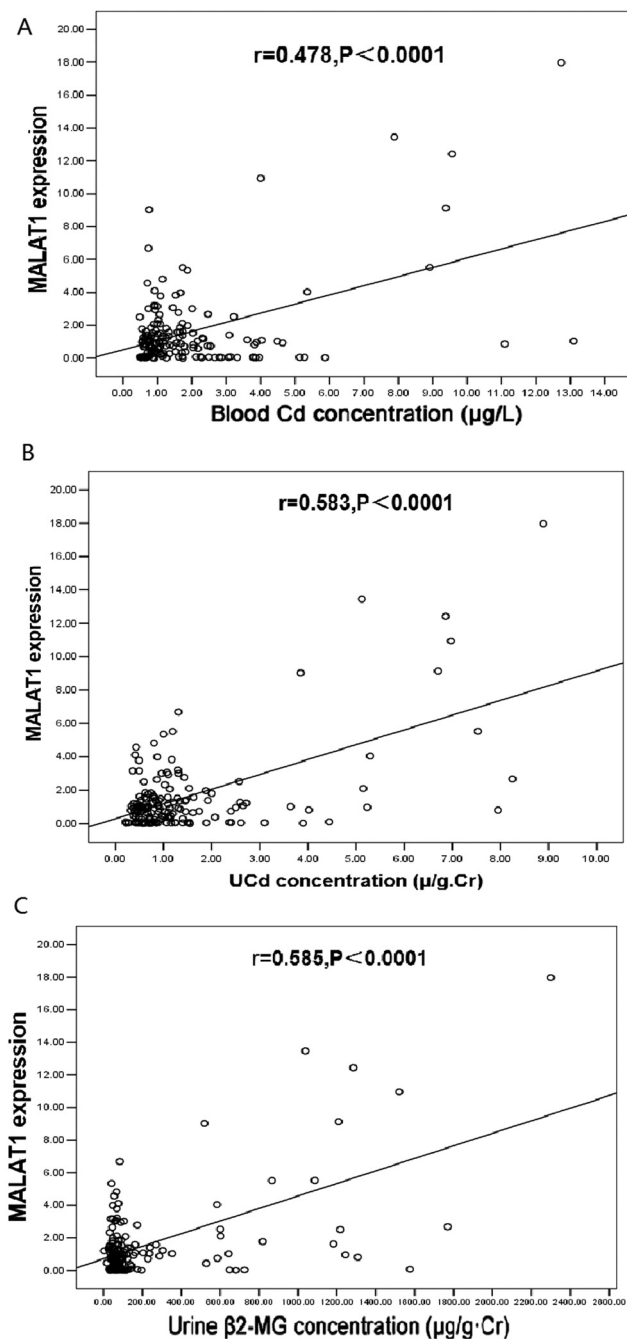 A
r=0.478,P＜0.0001
MALAT1 expression
20.00
18.00
16.00
14.00
12.00
10.00
8.00
6.00
4.00
2.00
0.00
0.00 1.00 2.00 3.00 4.00 5.00 6.00 7.00 8.00 9.00 10.00 11.00 12.00 13.00 14.00
Blood Cd concentration (μg/L)
B
r=0.583,P＜0.0001
MALAT1 expression
20.00
18.00
16.00
14.00
12.00
10.00
8.00
6.00
4.00
2.00
0.00
0.00 1.00 2.00 3.00 4.00 5.00 6.00 7.00 8.00 9.00 10.00
UCd concentration (μ/g.Cr)
C
r=0.585,P＜0.0001
MALAT1 expression
20.00
18.00
16.00
14.00
12.00
10.00
8.00
6.00
4.00
2.00
0.00
0.00 200.00 400.00 600.00 800.00 1000.00 1200.00 1400.00 1600.00 1800.00 2000.00 2200.00 2400.00 2600.00
Urine β2-MG concentration (μg/g·Cr)